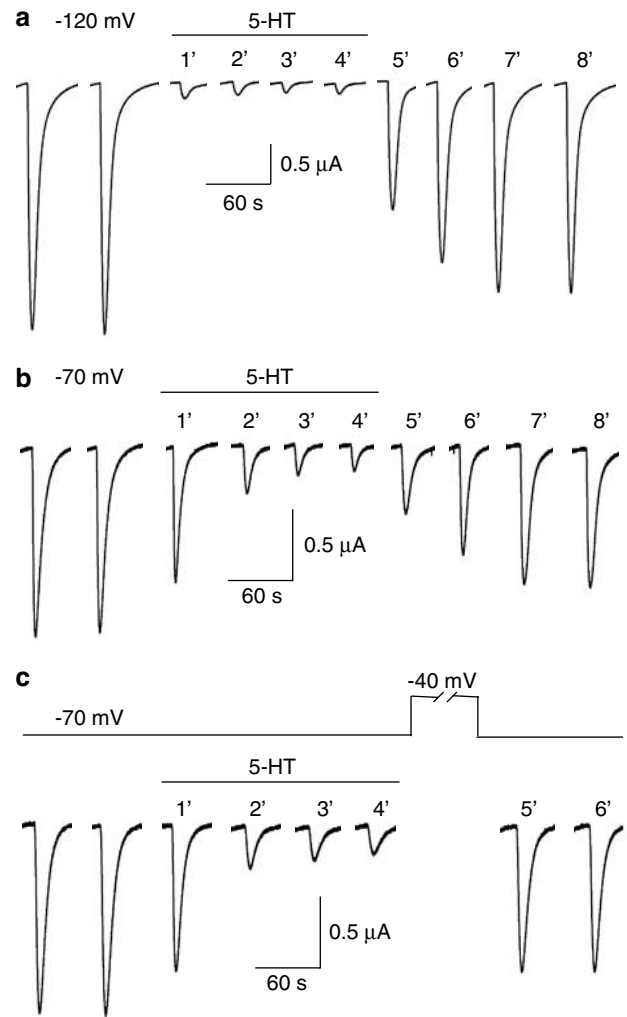 a -120 mV 5-HT
1’ 2’ 3’ 4’ 5’ 6’ 7’ 8’
0.5 μA
60 s
b -70 mV 5-HT
1’ 2’ 3’ 4’ 5’ 6’ 7’ 8’
0.5 μA
60 s
c
-40 mV
-70 mV
5-HT
1’ 2’ 3’ 4’ 5’ 6’
0.5 μA
60 s